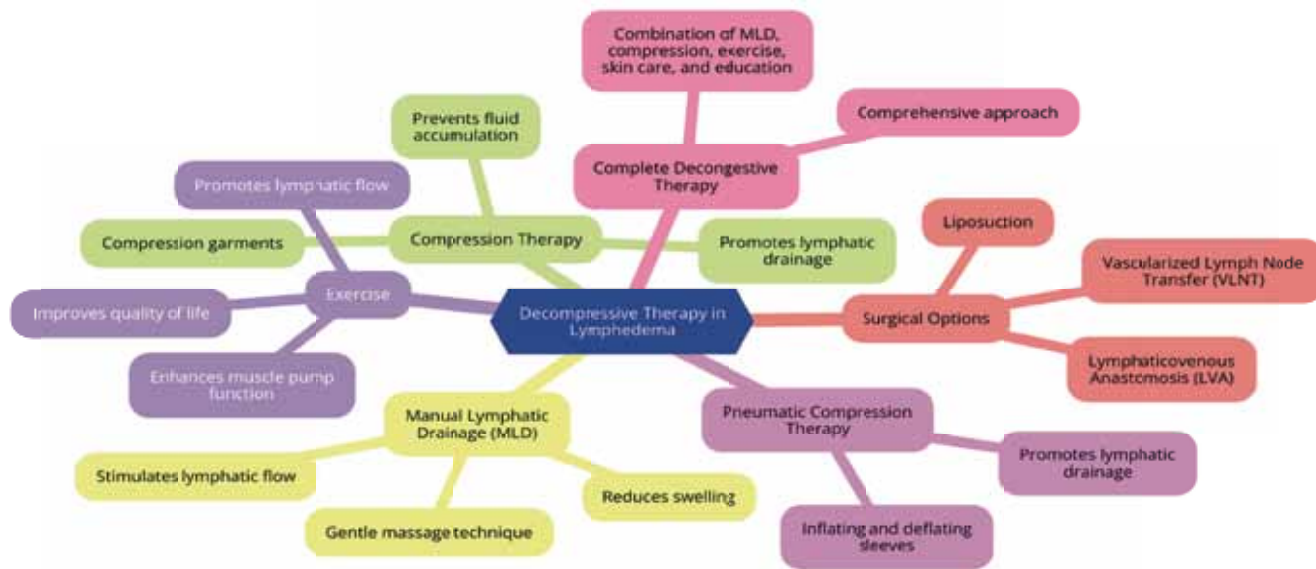 Combination of MLD,
compression, exercise,
skin care, and education
Comprehensive approach
Complete Decongestive
Therapy
Prevents fluid
accumulation
Compression garments
Compression Therapy
Promotes lymphatic
drainage
Promotes lymphatic flow
Exercise
Improves quality of life
Enhances muscle pump
function
Decompressive Therapy in
Lymphedema
Liposuction
Vascularized Lymph Node
Transfer (VLNT)
Surgical Options
Lymphaticovenous
Anastomosis (LVA)
Manual Lymphatic
Drainage (MLD)
Stimulates lymphatic flow
Gentle massage technique
Reduces swelling
Pneumatic Compression
Therapy
Promotes lymphatic
drainage
Inflating and deflating
sleeves